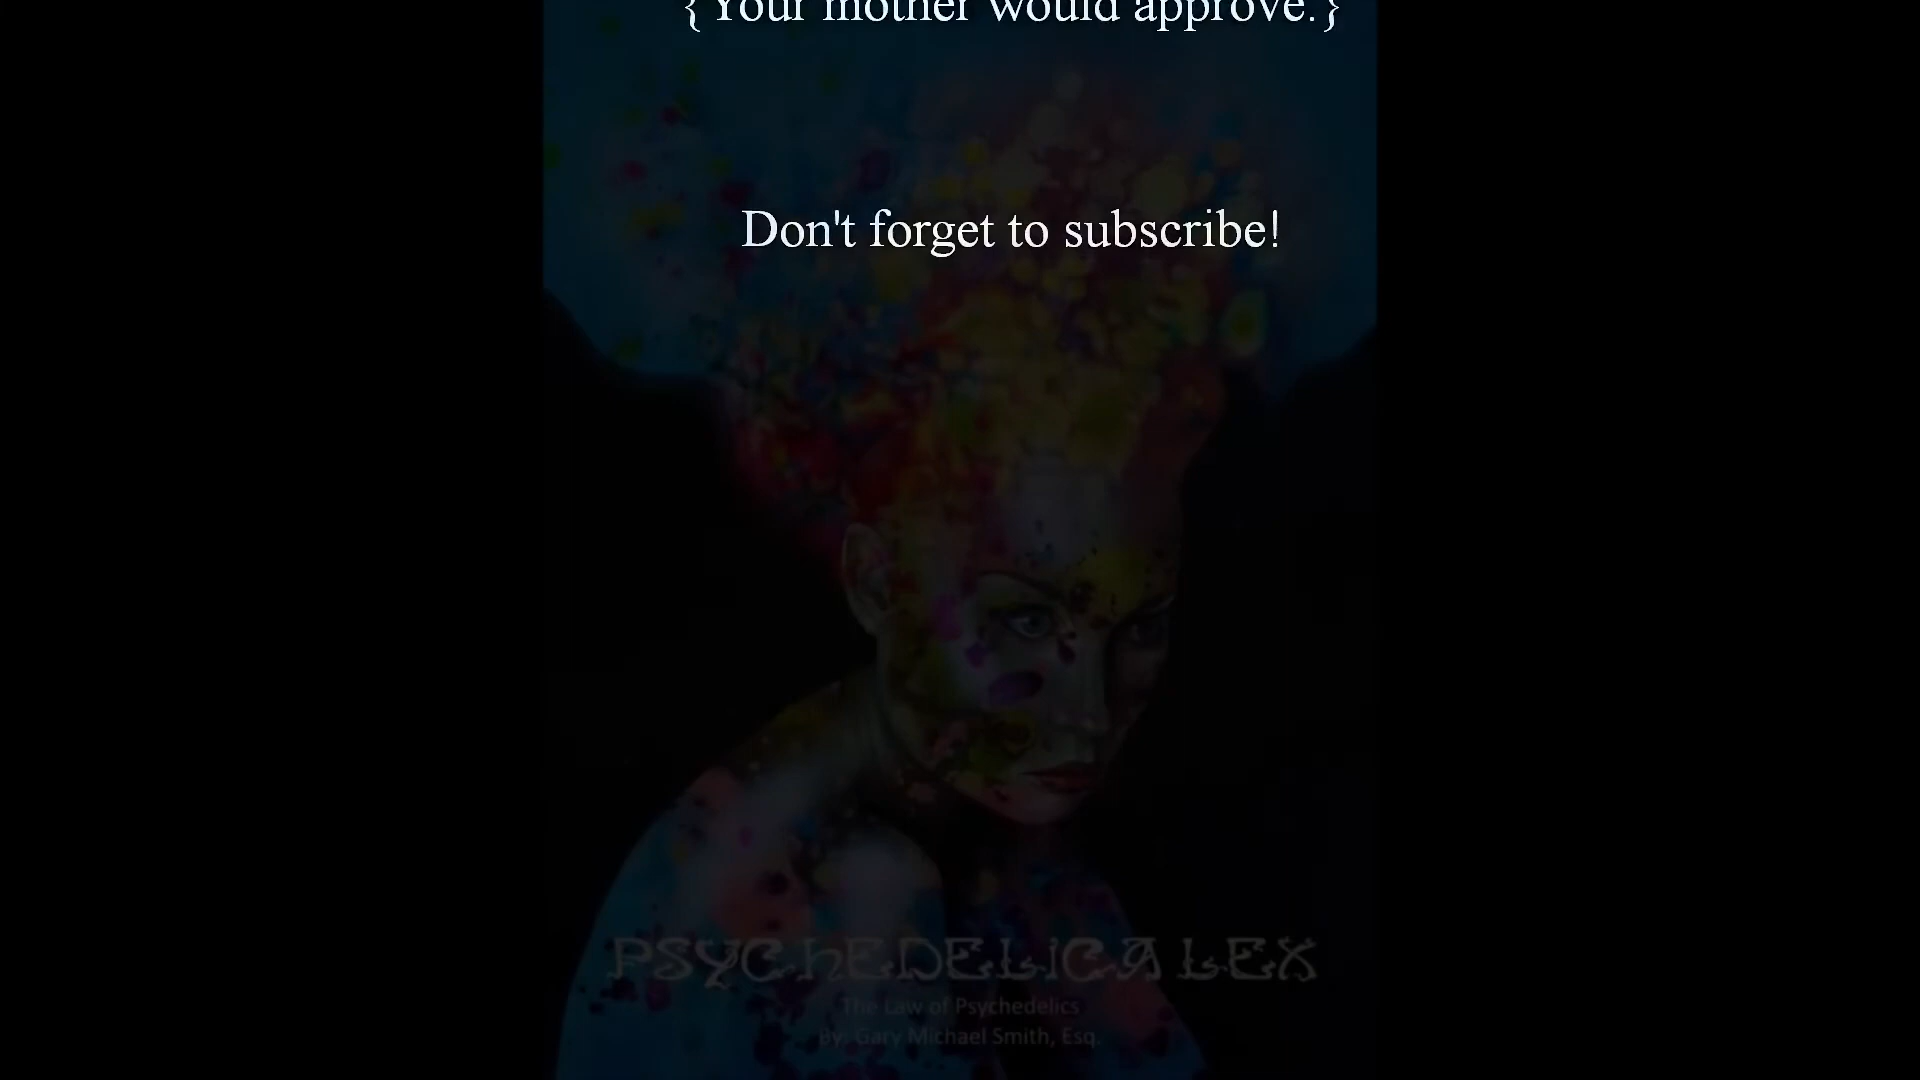 {Your mother would approve.}
Don't forget to subscribe!
PSYCHEDELICA LEX
The Law of Psychedelics
By: Gary Michael Smith, Esq.